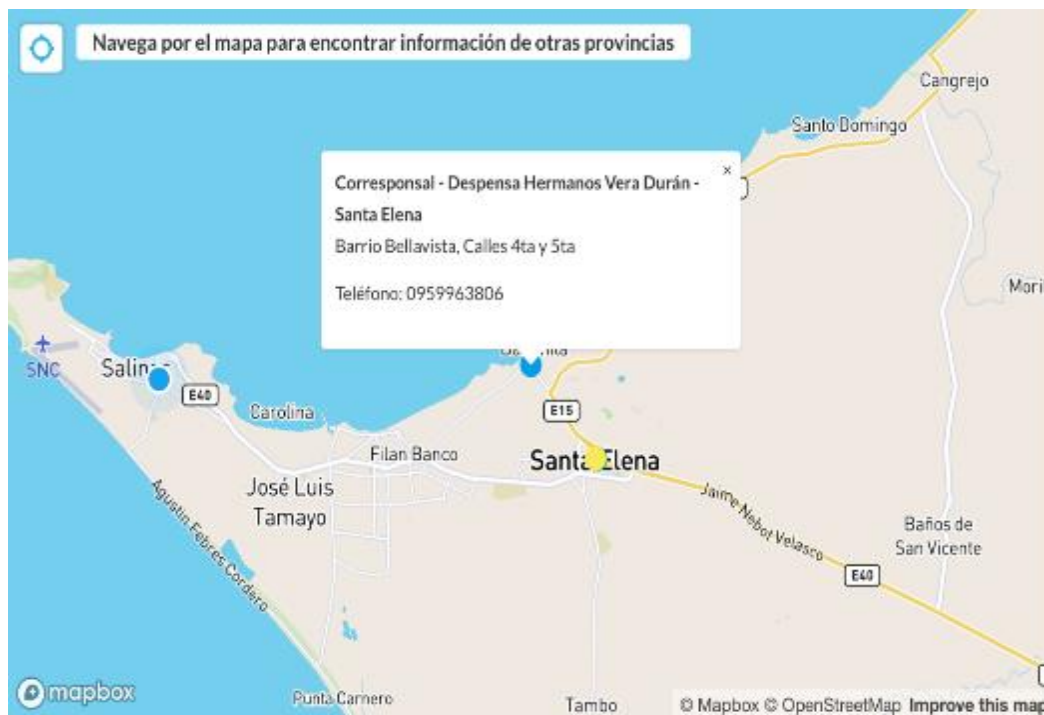 Navega por el mapa para encontrar información de otras provincias
Cangrejo
Santo Domingo
×
Corresponsal - Despensa Hermanos Vera Durán -
Santa Elena
Barrio Bellavista, Calles 4ta y 5ta
Teléfono: 0959963806
Mori
SNC
Salinas
E40
Carolina
E15
Filan Banco
Santa Elena
José Luis
Tamayo
Agustin Febres Cordero
Jaime Nebot Velasco
Baños de
San Vicente
E40
mapbox
Punta Carnero
Tambo
© Mapbox © OpenStreetMap Improve this map